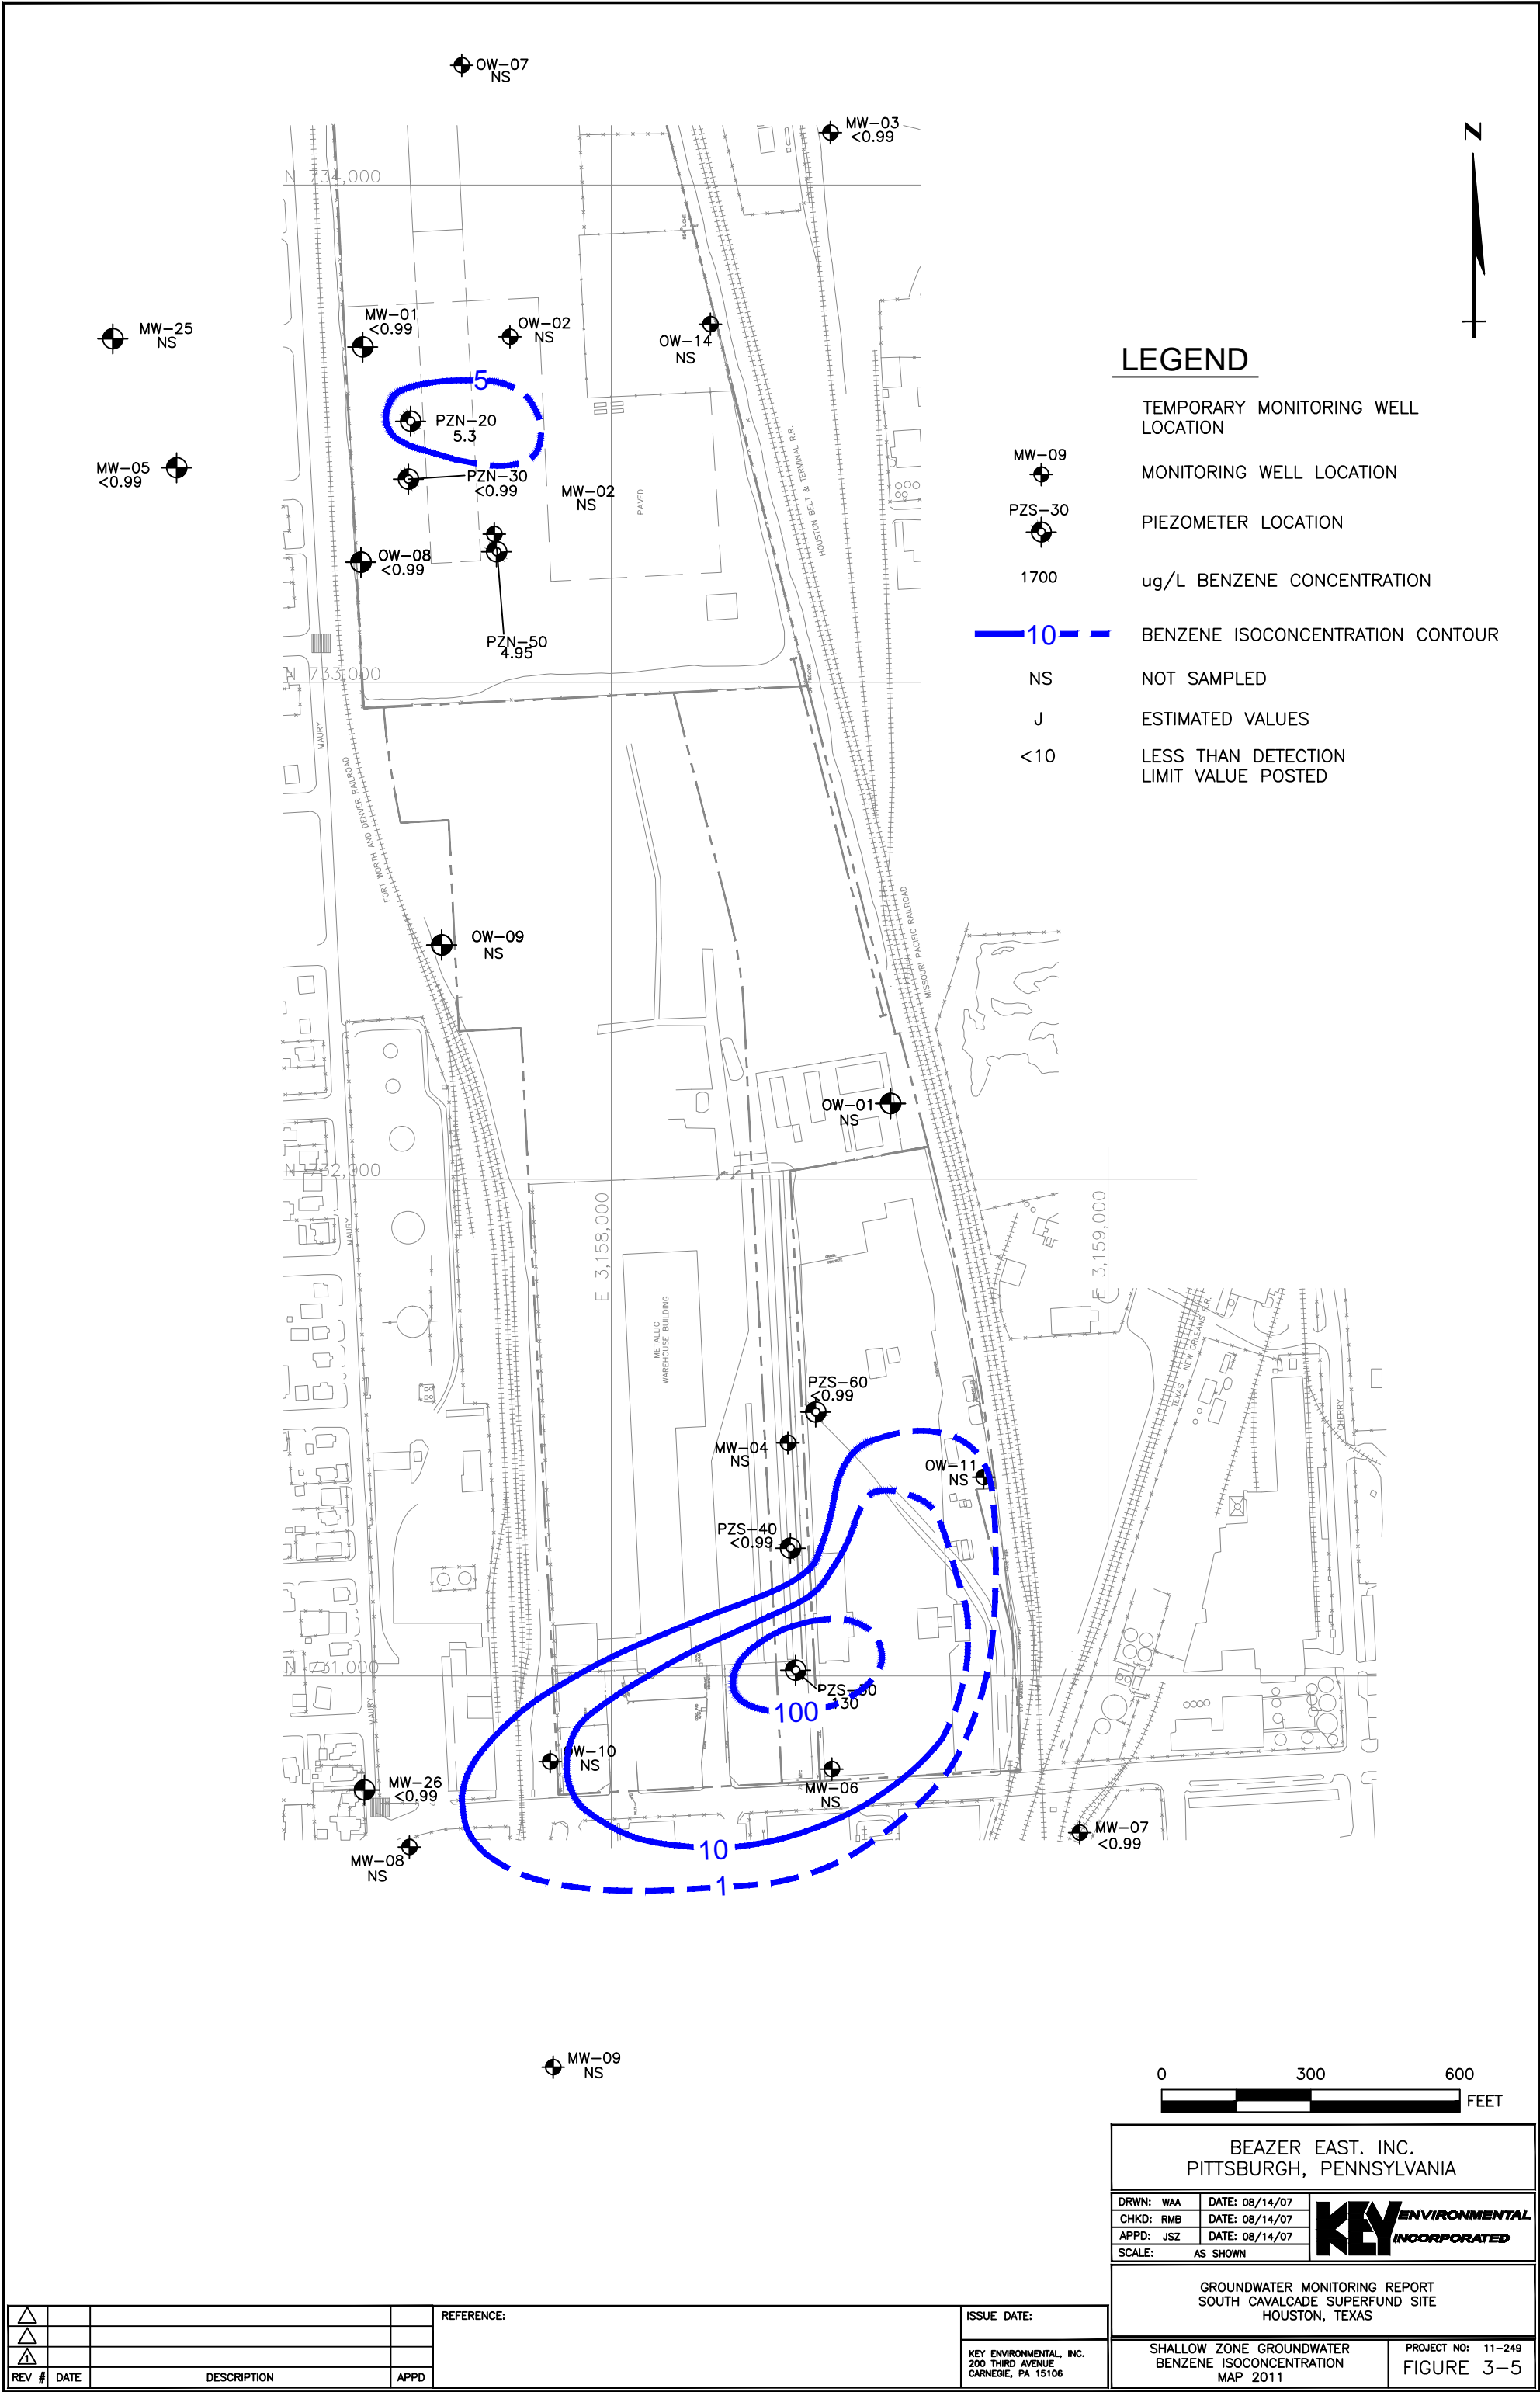 OW-07
NS
MW-03
<0.99
N
N 734,000
MW-25
NS
MW-01
<0.99
OW-02
NS
OW-14
NS
5
PZN-20
5.3
MW-05
<0.99
PZN-30
<0.99
MW-02
NS
PAVED
HOUSTON BELT & TERMINAL R.R.
OW-08
<0.99
PZN-50
4.95
N 733,000
LEGEND
TEMPORARY MONITORING WELL
LOCATION
MW-09
MONITORING WELL LOCATION
PZS-30
PIEZOMETER LOCATION
1700
ug/L BENZENE CONCENTRATION
10
BENZENE ISOCONCENTRATION CONTOUR
NS
NOT SAMPLED
J
ESTIMATED VALUES
<10
LESS THAN DETECTION
LIMIT VALUE POSTED
MAURY
FORT WORTH AND DENVER RAILROAD
MISSOURI PACIFIC RAILROAD
OW-09
NS
OW-01
NS
N 732,000
MAURY
E 3,158,000
E 3,159,000
METALLIC
WAREHOUSE BUILDING
TEXAS NEW ORLEANS R.R.
CHERRY
PZS-60
<0.99
MW-04
NS
OW-11
NS
PZS-40
<0.99
N 731,000
MAURY
PZS-30
130
100
OW-10
NS
MW-26
<0.99
MW-06
NS
MW-07
<0.99
MW-08
NS
10
1
MW-09
NS
0 300 600
FEET
BEAZER EAST. INC.
PITTSBURGH, PENNSYLVANIA
DRWN: WAA DATE: 08/14/07
CHKD: RMB DATE: 08/14/07
APPD: JSZ DATE: 08/14/07
SCALE: AS SHOWN
KEY ENVIRONMENTAL
INCORPORATED
GROUNDWATER MONITORING REPORT
SOUTH CAVALCADE SUPERFUND SITE
HOUSTON, TEXAS
SHALLOW ZONE GROUNDWATER
BENZENE ISOCONCENTRATION
MAP 2011
PROJECT NO: 11-249
FIGURE 3-5
REFERENCE:
ISSUE DATE:
KEY ENVIRONMENTAL, INC.
200 THIRD AVENUE
CARNEGIE, PA 15106
1
REV # DATE DESCRIPTION APPD